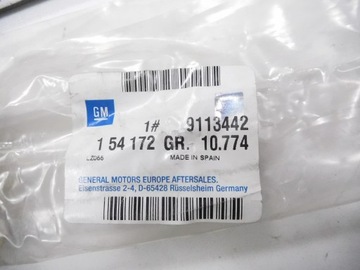 GM
1# 9113442
1 54 172 GR. 10.774
MADE IN SPAIN
GENERAL MOTORS EUROPE AFTERSALES.
Eisenstrasse 2-4, D-65428 Rüsselsheim Germany